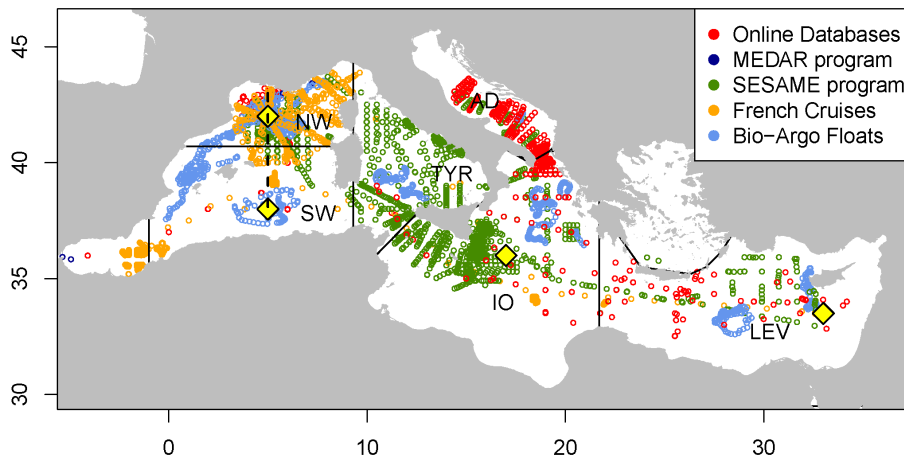 45
40
35
30
0
10
20
30
Online Databases
MEDAR program
SESAME program
French Cruises
Bio−Argo Floats
AD
NW
TYR
SW
IO
LEV